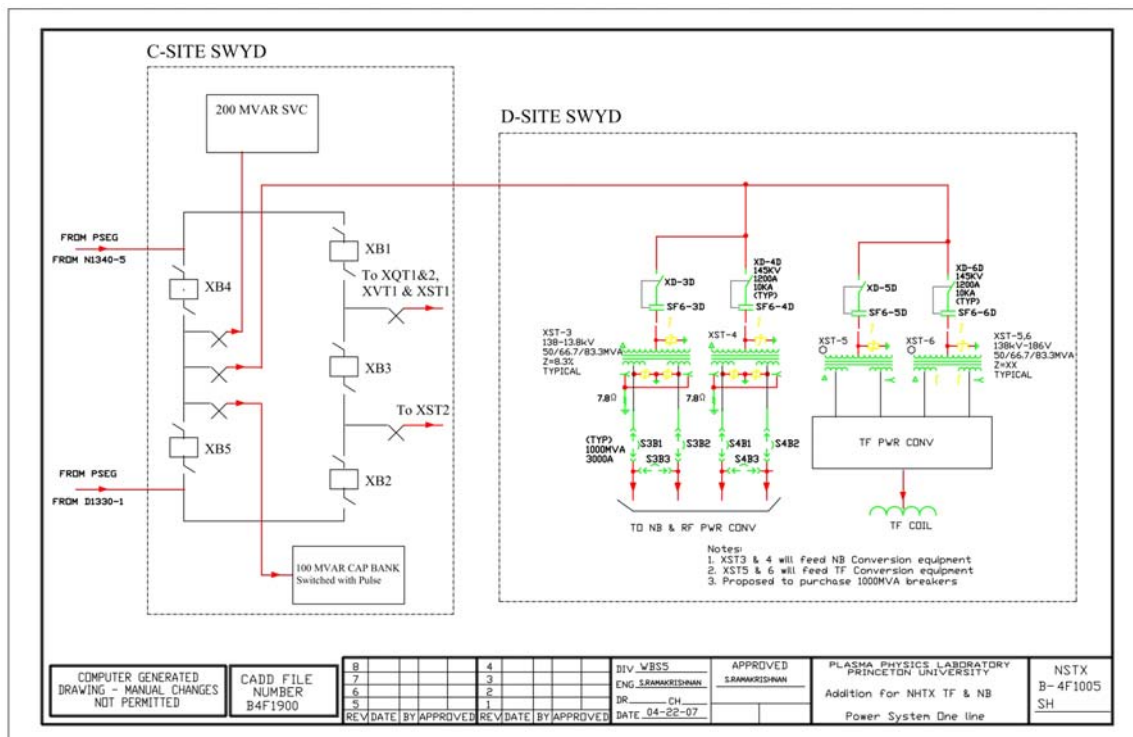 C-SITE SWYD
200 MVAR SVC
D-SITE SWYD
FROM PSEG
FROM N1340-5
XB4
XB1
To XQT1&2,
XVT1 & XST1
XB3
To XST2
XB5
XB2
FROM PSEG
FROM D1330-1
100 MVAR CAP BANK
Switched with Pulse
XD-3D
SF6-3D
XD-4D
145KV
1200A
10KA
(TYP)
SF6-4D
XD-5D
SF6-5D
XD-6D
145KV
1200A
10KA
(TYP)
SF6-6D
XST-3
138-13.8kV
50/66.7/83.3MVA
Z=8.3%
TYPICAL
XST-4
XST-5
XST-6
XST-5,6
138kV-186V
50/66.7/83.3MVA
Z=XX
TYPICAL
7.8Ω
7.8Ω
(TYP)
1000MVA
3000A
S3B1
S3B2
S4B1
S4B2
S3B3
S4B3
TF PWR CONV
TF COIL
TO NB & RF PWR CONV
Notes:
1. XST3 & 4 will feed NB Conversion equipment
2. XST5 & 6 will feed TF Conversion equipment
3. Proposed to purchase 1000MVA breakers
COMPUTER GENERATED
DRAWING - MANUAL CHANGES
NOT PERMITTED
CADD FILE
NUMBER
B4F1900
8
7
6
5
REV DATE BY APPROVED
4
3
2
1
REV DATE BY APPROVED
DIV WBS5
ENG S.RAMAKRISHNAN
DR CH
DATE 04-22-07
APPROVED
S.RAMAKRISHNAN
PLASMA PHYSICS LABORATORY
PRINCETON UNIVERSITY
Addition for NHTX TF & NB
Power System One line
NSTX
B-4F1005
SH